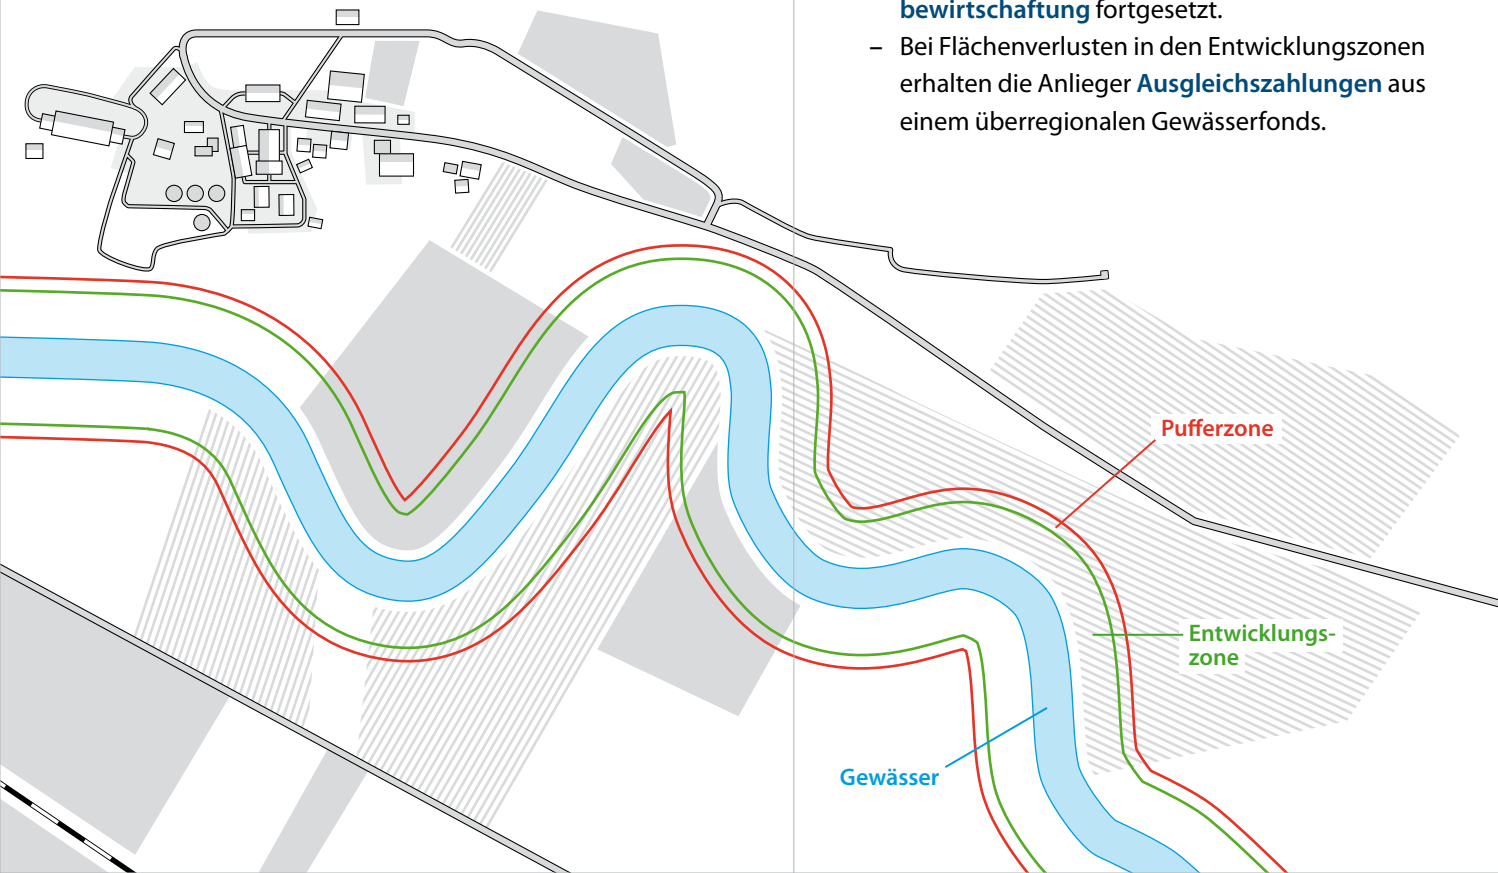 bewirtschaftung fortgesetzt.
– Bei Flächenverlusten in den Entwicklungszonen
erhalten die Anlieger Ausgleichszahlungen aus
einem überregionalen Gewässerfonds.
Pufferzone
Entwicklungs-
zone
Gewässer